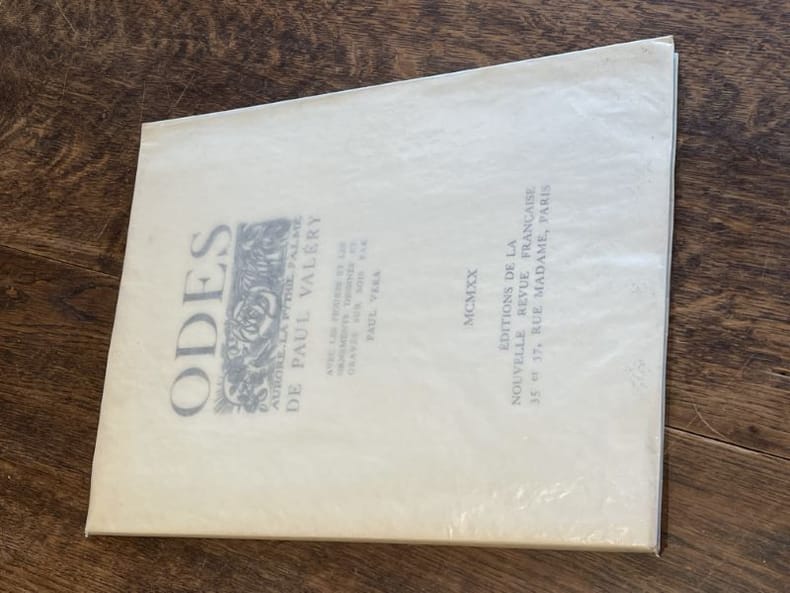 ODES
AURORE, LA PYTHIE, PALME
DE PAUL VALÉRY
AVEC LES FIGURES ET LES
ORNEMENTS DESSINÉS ET
GRAVÉS SUR BOIS PAR
PAUL VERA
MCMXX
ÉDITIONS DE LA
NOUVELLE REVUE FRANÇAISE
35 et 37, RUE MADAME, PARIS